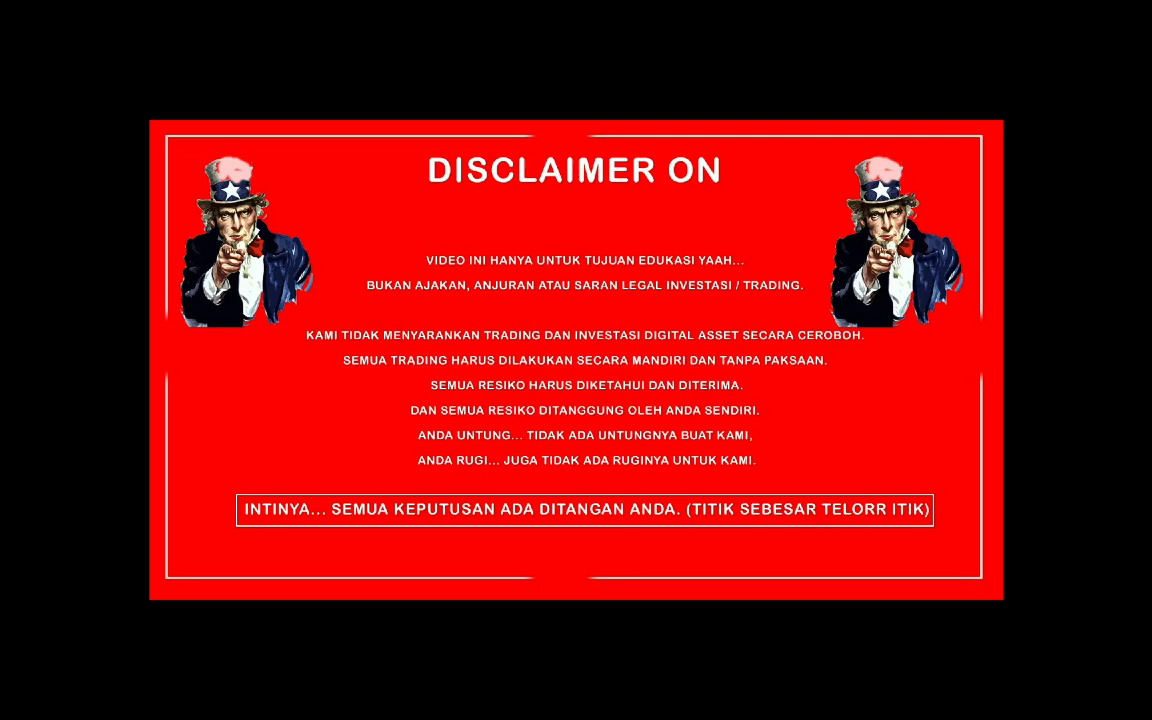 DISCLAIMER ON
VIDEO INI HANYA UNTUK TUJUAN EDUKASI YAAH...
BUKAN AJAKAN, ANJURAN ATAU SARAN LEGAL INVESTASI / TRADING.
KAMI TIDAK MENYARANKAN TRADING DAN INVESTASI DIGITAL ASSET SECARA CEROBOH.
SEMUA TRADING HARUS DILAKUKAN SECARA MANDIRI DAN TANPA PAKSAAN.
SEMUA RESIKO HARUS DIKETAHUI DAN DITERIMA.
DAN SEMUA RESIKO DITANGGUNG OLEH ANDA SENDIRI.
ANDA UNTUNG... TIDAK ADA UNTUNGNYA BUAT KAMI,
ANDA RUGI... JUGA TIDAK ADA RUGINYA UNTUK KAMI.
INTINYA... SEMUA KEPUTUSAN ADA DITANGAN ANDA. (TITIK SEBESAR TELORR ITIK)